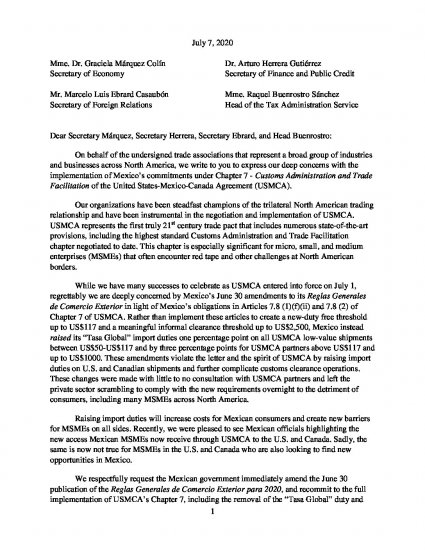 July 7, 2020
Mme. Dr. Graciela Márquez Colín
Secretary of Economy
Dr. Arturo Herrera Gutiérrez
Secretary of Finance and Public Credit
Mr. Marcelo Luis Ebrard Casaubón
Secretary of Foreign Relations
Mme. Raquel Buenrostro Sánchez
Head of the Tax Administration Service
Dear Secretary Márquez, Secretary Herrera, Secretary Ebrard, and Head Buenrostro:
On behalf of the undersigned trade associations that represent a broad group of industries
and businesses across North America, we write to you to express our deep concerns with the
implementation of Mexico's commitments under Chapter 7 - Customs Administration and Trade
Facilitation of the United States-Mexico-Canada Agreement (USMCA).
Our organizations have been steadfast champions of the trilateral North American trading
relationship and have been instrumental in the negotiation and implementation of USMCA.
USMCA represents the first truly 21st century trade pact that includes numerous state-of-the-art
provisions, including the highest standard Customs Administration and Trade Facilitation
chapter negotiated to date. This chapter is especially significant for micro, small, and medium
enterprises (MSMEs) that often encounter red tape and other challenges at North American
borders.
While we have many successes to celebrate as USMCA entered into force on July 1,
regrettably we are deeply concerned by Mexico's June 30 amendments to its Reglas Generales
de Comercio Exterior in light of Mexico's obligations in Articles 7.8 (1)(f)(ii) and 7.8 (2) of
Chapter 7 of USMCA. Rather than implement these articles to create a new-duty free threshold
up to US$117 and a meaningful informal clearance threshold up to US$2,500, Mexico instead
raised its "Tasa Global" import duties one percentage point on all USMCA low-value shipments
between US$50-US$117 and by three percentage points for USMCA partners above US$117 and
up to US$1000. These amendments violate the letter and the spirit of USMCA by raising import
duties on U.S. and Canadian shipments and further complicate customs clearance operations.
These changes were made with little to no consultation with USMCA partners and left the
private sector scrambling to comply with the new requirements overnight to the detriment of
consumers, including many MSMEs across North America.
Raising import duties will increase costs for Mexican consumers and create new barriers
for MSMEs on all sides. Recently, we were pleased to see Mexican officials highlighting the
new access Mexican MSMEs now receive through USMCA to the U.S. and Canada. Sadly, the
same is now not true for MSMEs in the U.S. and Canada who are also looking to find new
opportunities in Mexico.
We respectfully request the Mexican government immediately amend the June 30
publication of the Reglas Generales de Comercio Exterior para 2020, and recommit to the full
implementation of USMCA's Chapter 7, including the removal of the "Tasa Global" duty and
1